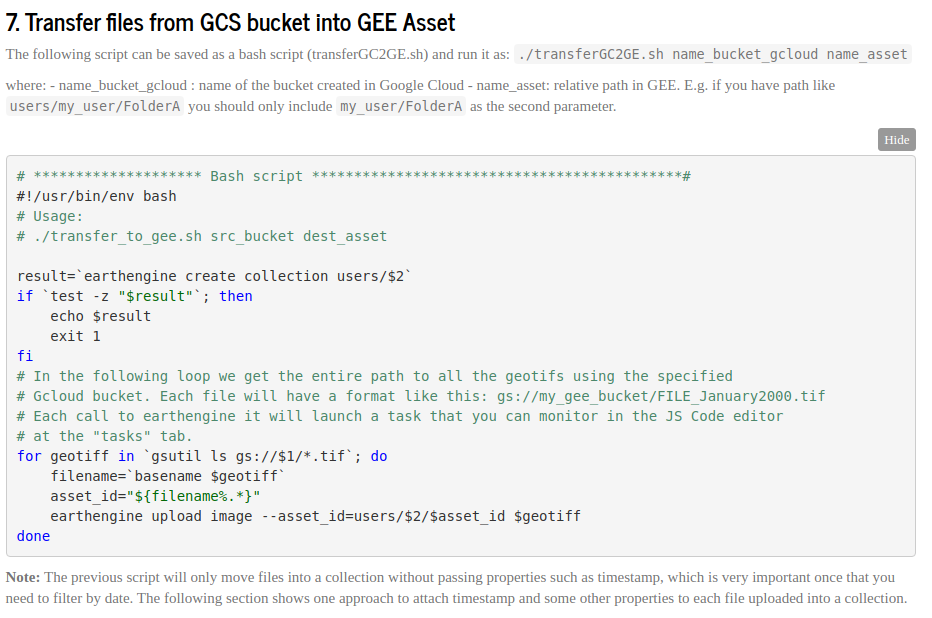 7. Transfer files from GCS bucket into GEE Asset
The following script can be saved as a bash script (transferGC2GE.sh) and run it as: ./transferGC2GE.sh name_bucket_gcloud name_asset
where: - name_bucket_gcloud : name of the bucket created in Google Cloud - name_asset: relative path in GEE. E.g. if you have path like
users/my_user/FolderA you should only include my_user/FolderA as the second parameter.
Hide
# ******************** Bash script ********************************************#
#!/usr/bin/env bash
# Usage:
# ./transfer_to_gee.sh src_bucket dest_asset
result=`earthengine create collection users/$2`
if `test -z "$result"`; then
    echo $result
    exit 1
fi
# In the following loop we get the entire path to all the geotifs using the specified
# Gcloud bucket. Each file will have a format like this: gs://my_gee_bucket/FILE_January2000.tif
# Each call to earthengine it will launch a task that you can monitor in the JS Code editor
# at the "tasks" tab.
for geotiff in `gsutil ls gs://$1/*.tif`; do
    filename=`basename $geotiff`
    asset_id="${filename%.*}"
    earthengine upload image --asset_id=users/$2/$asset_id $geotiff
done
Note: The previous script will only move files into a collection without passing properties such as timestamp, which is very important once that you
need to filter by date. The following section shows one approach to attach timestamp and some other properties to each file uploaded into a collection.